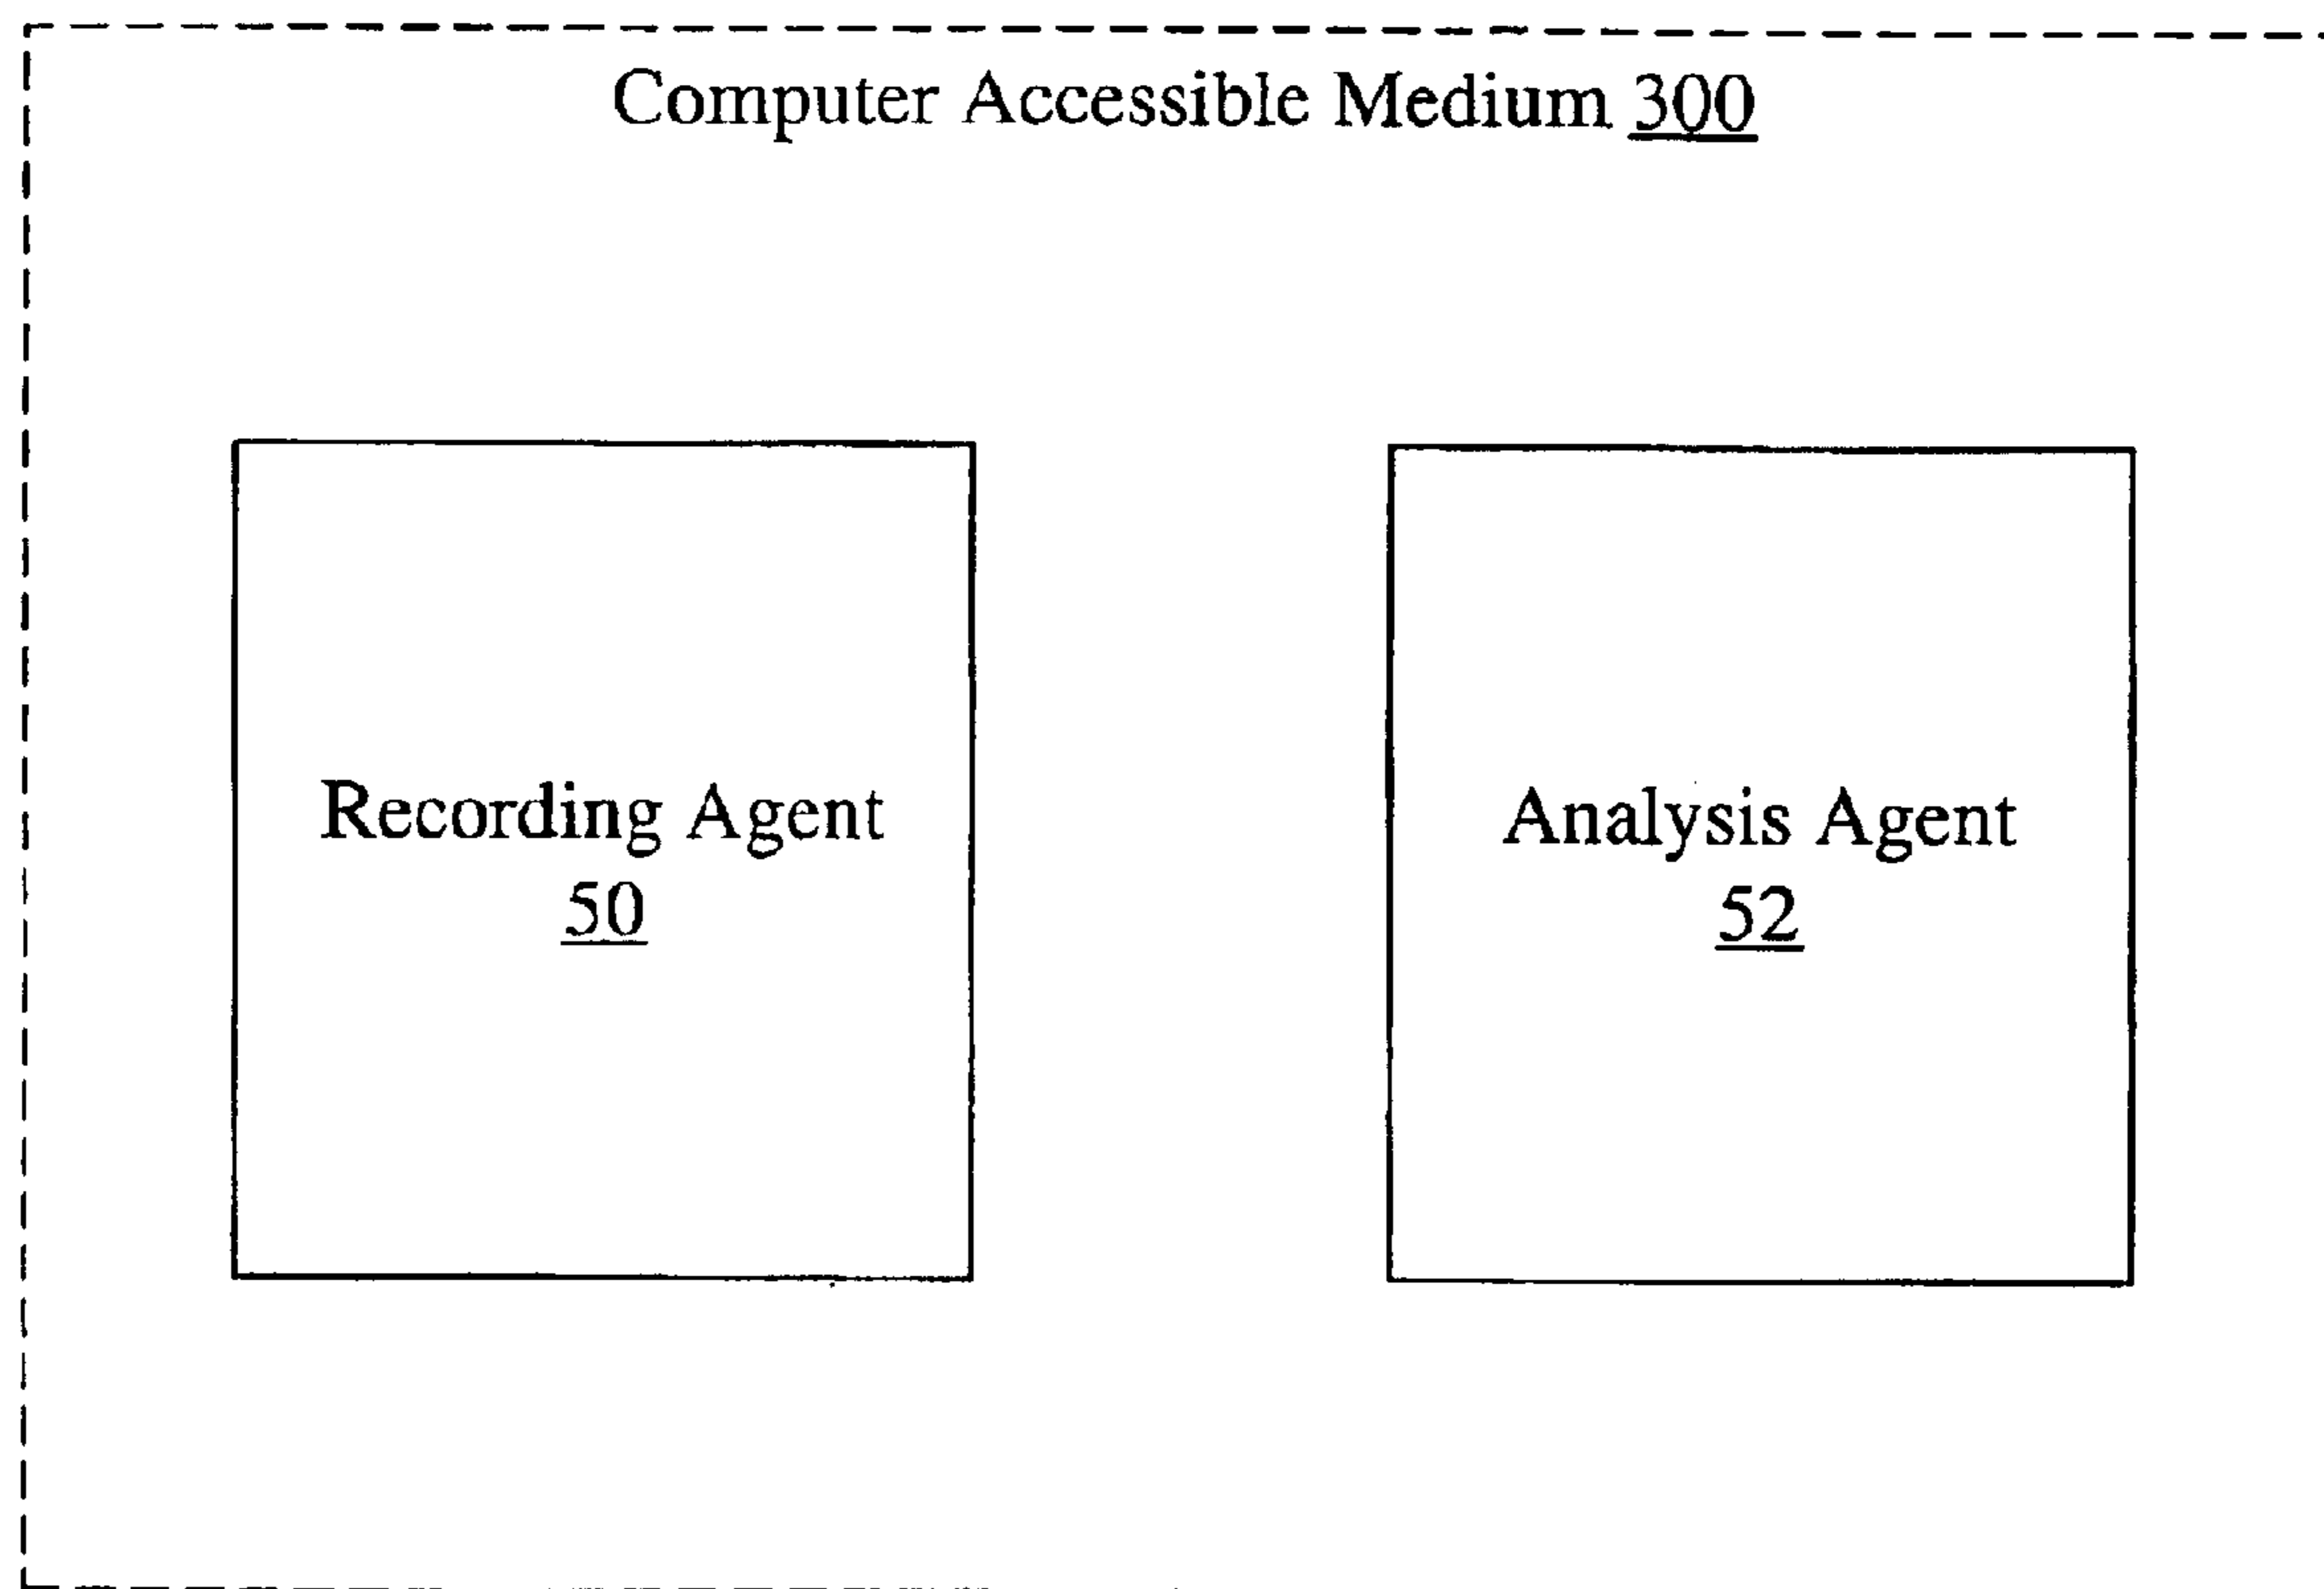 Computer Accessible Medium 300
Recording Agent
50
Analysis Agent
52